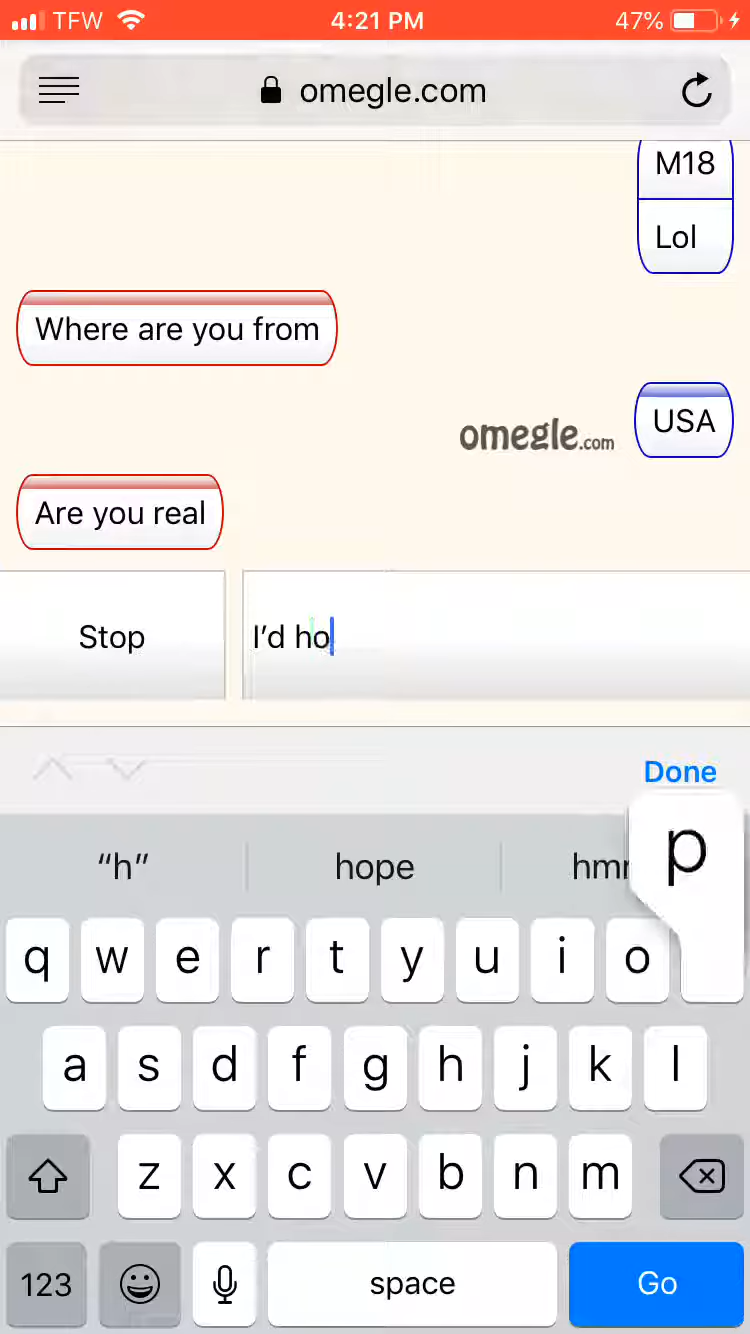 TFW 4:21 PM 47%
omegle.com
M18
Lol
Where are you from
USA
omegle.com
Are you real
Stop
I'd ho
Done
p
“h” hope
q w e r t y u i o
a s d f g h j k l
z x c v b n m
123 space Go